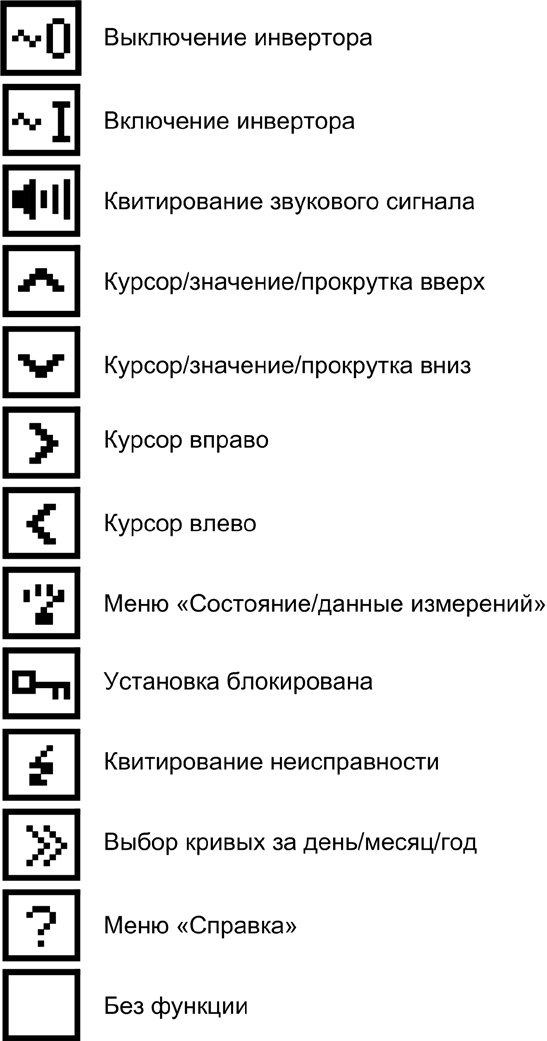 ~0 Выключение инвертора
~I Включение инвертора
Квитирование звукового сигнала
Курсор/значение/прокрутка вверх
Курсор/значение/прокрутка вниз
Курсор вправо
Курсор влево
Меню «Состояние/данные измерений»
Установка блокирована
Квитирование неисправности
Выбор кривых за день/месяц/год
? Меню «Справка»
Без функции